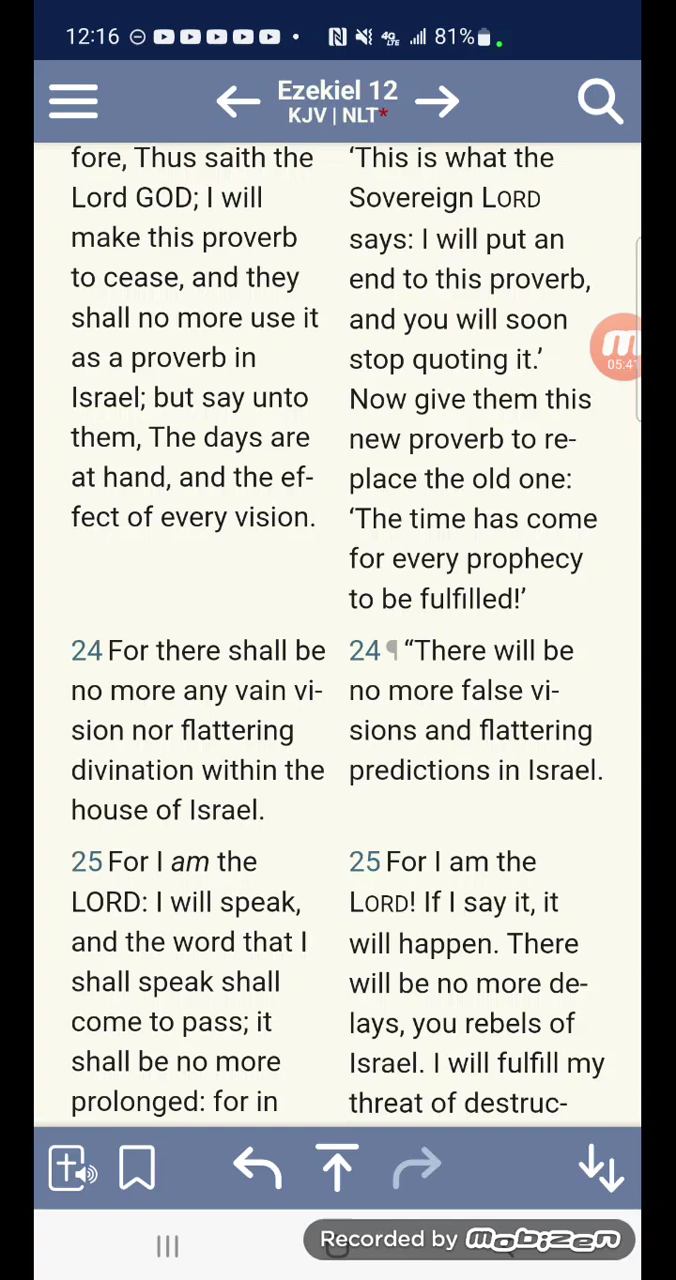 12:16 81%
Ezekiel 12
KJV | NLT*
fore, Thus saith the
Lord GOD; I will
make this proverb
to cease, and they
shall no more use it
as a proverb in
Israel; but say unto
them, The days are
at hand, and the ef-
fect of every vision.
24 For there shall be
no more any vain vi-
sion nor flattering
divination within the
house of Israel.
25 For I am the
LORD: I will speak,
and the word that I
shall speak shall
come to pass; it
shall be no more
prolonged: for in
‘This is what the
Sovereign LORD
says: I will put an
end to this proverb,
and you will soon
stop quoting it.’
Now give them this
new proverb to re-
place the old one:
‘The time has come
for every prophecy
to be fulfilled!’
24 ¶ “There will be
no more false vi-
sions and flattering
predictions in Israel.
25 For I am the
LORD! If I say it, it
will happen. There
will be no more de-
lays, you rebels of
Israel. I will fulfill my
threat of destruc-
Recorded by mobizen